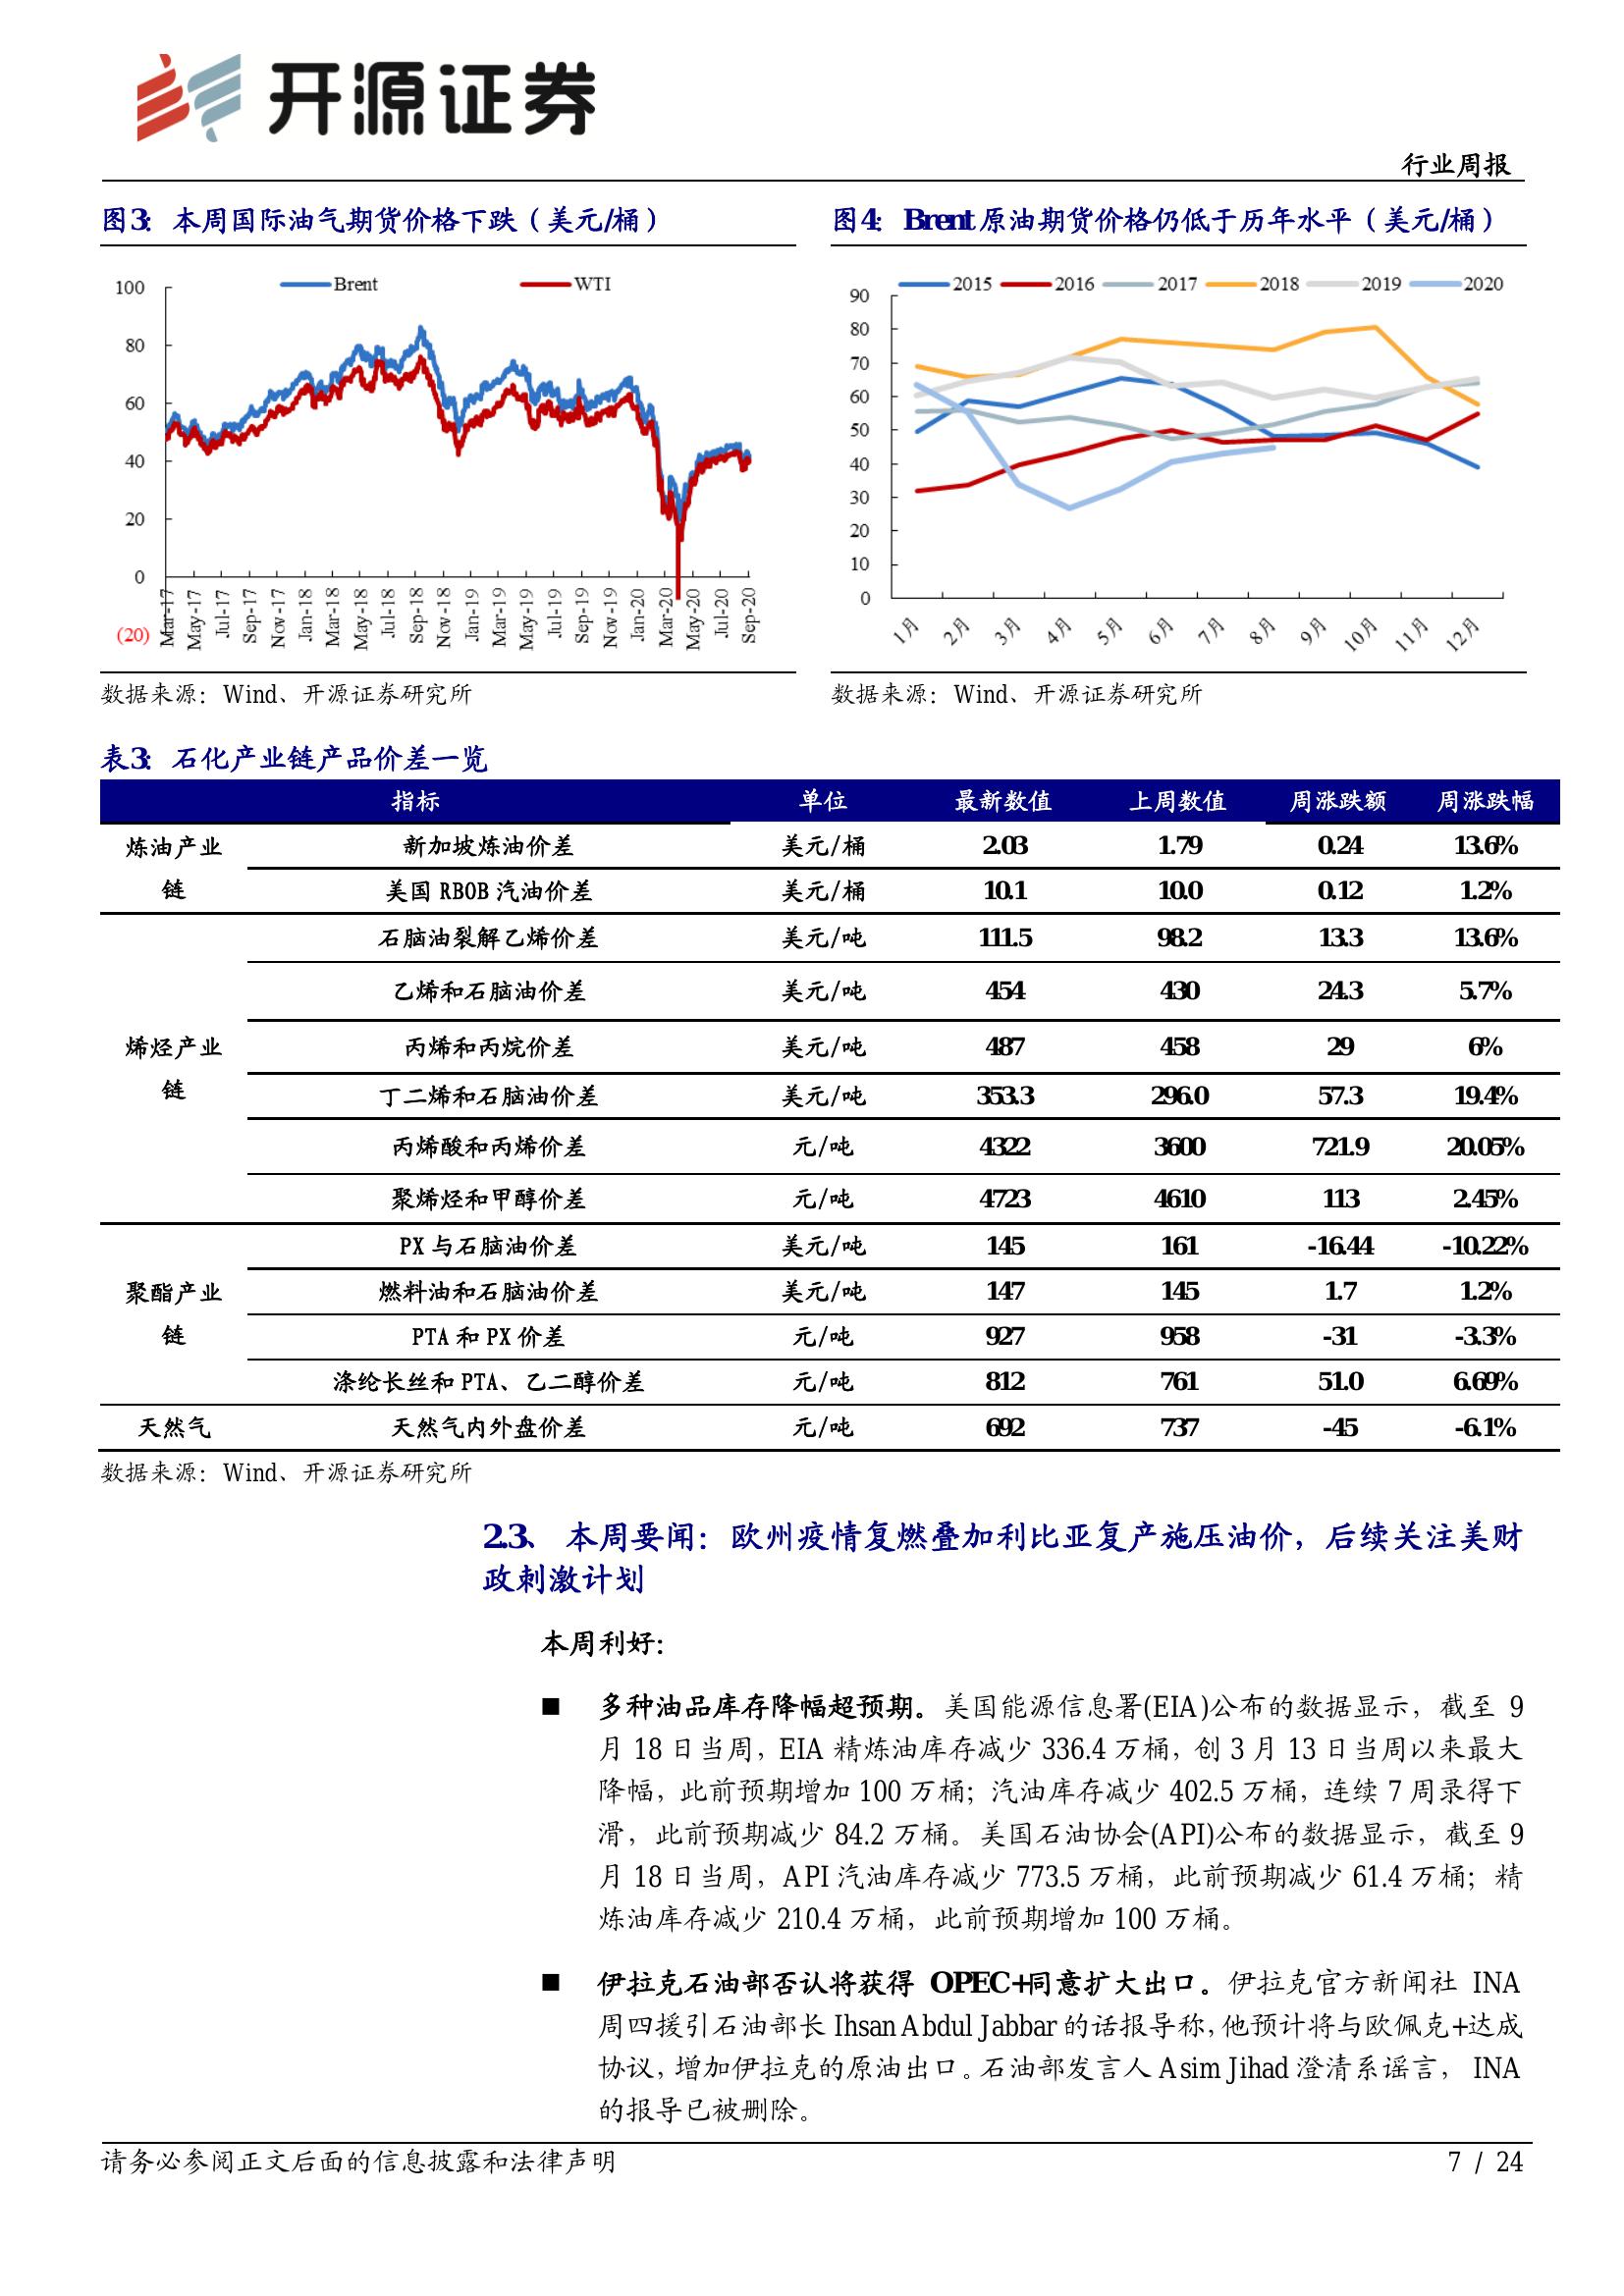 开源证券
行业周报
图3：本周国际油气期货价格下跌（美元/桶）
Brent WTI
100
80
60
40
20
0
(20)
Mar-17 May-17 Jul-17 Sep-17 Nov-17 Jan-18 Mar-18 May-18 Jul-18 Sep-18 Nov-18 Jan-19 Mar-19 May-19 Jul-19 Sep-19 Nov-19 Jan-20 Mar-20 May-20 Jul-20 Sep-20
数据来源：Wind、开源证券研究所
图4：Brent 原油期货价格仍低于历年水平（美元/桶）
2015 2016 2017 2018 2019 2020
90
80
70
60
50
40
30
20
10
0
1月 2月 3月 4月 5月 6月 7月 8月 9月 10月 11月 12月
数据来源：Wind、开源证券研究所
表3：石化产业链产品价差一览
指标 单位 最新数值 上周数值 周涨跌额 周涨跌幅
炼油产业链
新加坡炼油价差 美元/桶 2.03 1.79 0.24 13.6%
美国 RBOB 汽油价差 美元/桶 10.1 10.0 0.12 1.2%
烯烃产业链
石脑油裂解乙烯价差 美元/吨 111.5 98.2 13.3 13.6%
乙烯和石脑油价差 美元/吨 454 430 24.3 5.7%
丙烯和丙烷价差 美元/吨 487 458 29 6%
丁二烯和石脑油价差 美元/吨 353.3 296.0 57.3 19.4%
丙烯酸和丙烯价差 元/吨 4322 3600 721.9 20.05%
聚烯烃和甲醇价差 元/吨 4723 4610 113 2.45%
聚酯产业链
PX 与石脑油价差 美元/吨 145 161 -16.44 -10.22%
燃料油和石脑油价差 美元/吨 147 145 1.7 1.2%
PTA 和 PX 价差 元/吨 927 958 -31 -3.3%
涤纶长丝和 PTA、乙二醇价差 元/吨 812 761 51.0 6.69%
天然气 天然气内外盘价差 元/吨 692 737 -45 -6.1%
数据来源：Wind、开源证券研究所
2.3、 本周要闻：欧州疫情复燃叠加利比亚复产施压油价，后续关注美财
政刺激计划
本周利好：
■ 多种油品库存降幅超预期。美国能源信息署(EIA)公布的数据显示，截至 9
月 18 日当周，EIA 精炼油库存减少 336.4 万桶，创 3 月 13 日当周以来最大
降幅，此前预期增加 100 万桶；汽油库存减少 402.5 万桶，连续 7 周录得下
滑，此前预期减少 84.2 万桶。美国石油协会(API)公布的数据显示，截至 9
月 18 日当周，API 汽油库存减少 773.5 万桶，此前预期减少 61.4 万桶；精
炼油库存减少 210.4 万桶，此前预期增加 100 万桶。
■ 伊拉克石油部否认将获得 OPEC+同意扩大出口。伊拉克官方新闻社 INA
周四援引石油部长 Ihsan Abdul Jabbar 的话报导称，他预计将与欧佩克+达成
协议，增加伊拉克的原油出口。石油部发言人 Asim Jihad 澄清系谣言， INA
的报导已被删除。
请务必参阅正文后面的信息披露和法律声明
7 / 24